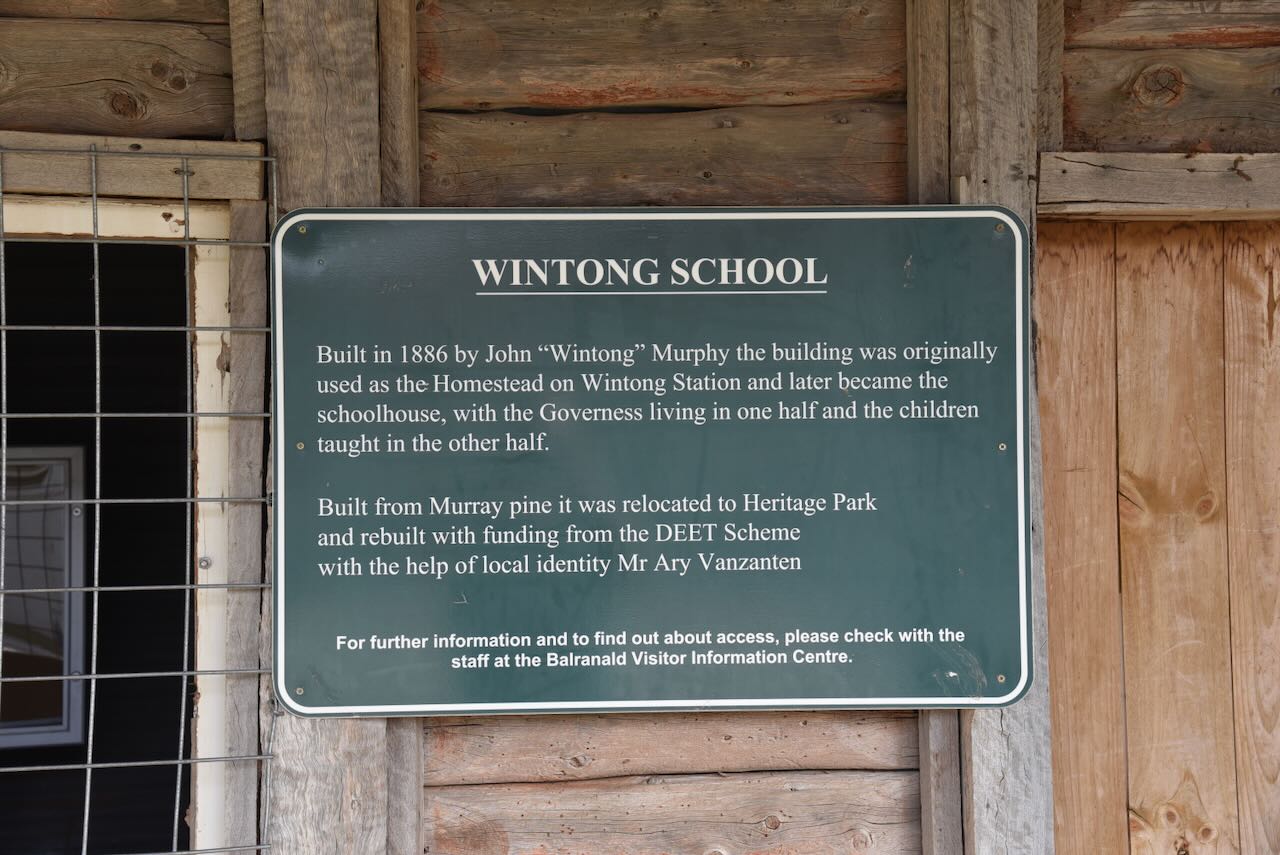 WINTONG SCHOOL
Built in 1886 by John “Wintong” Murphy the building was originally
used as the Homestead on Wintong Station and later became the
schoolhouse, with the Governess living in one half and the children
taught in the other half.
Built from Murray pine it was relocated to Heritage Park
and rebuilt with funding from the DEET Scheme
with the help of local identity Mr Ary Vanzanten
For further information and to find out about access, please check with the
staff at the Balranald Visitor Information Centre.